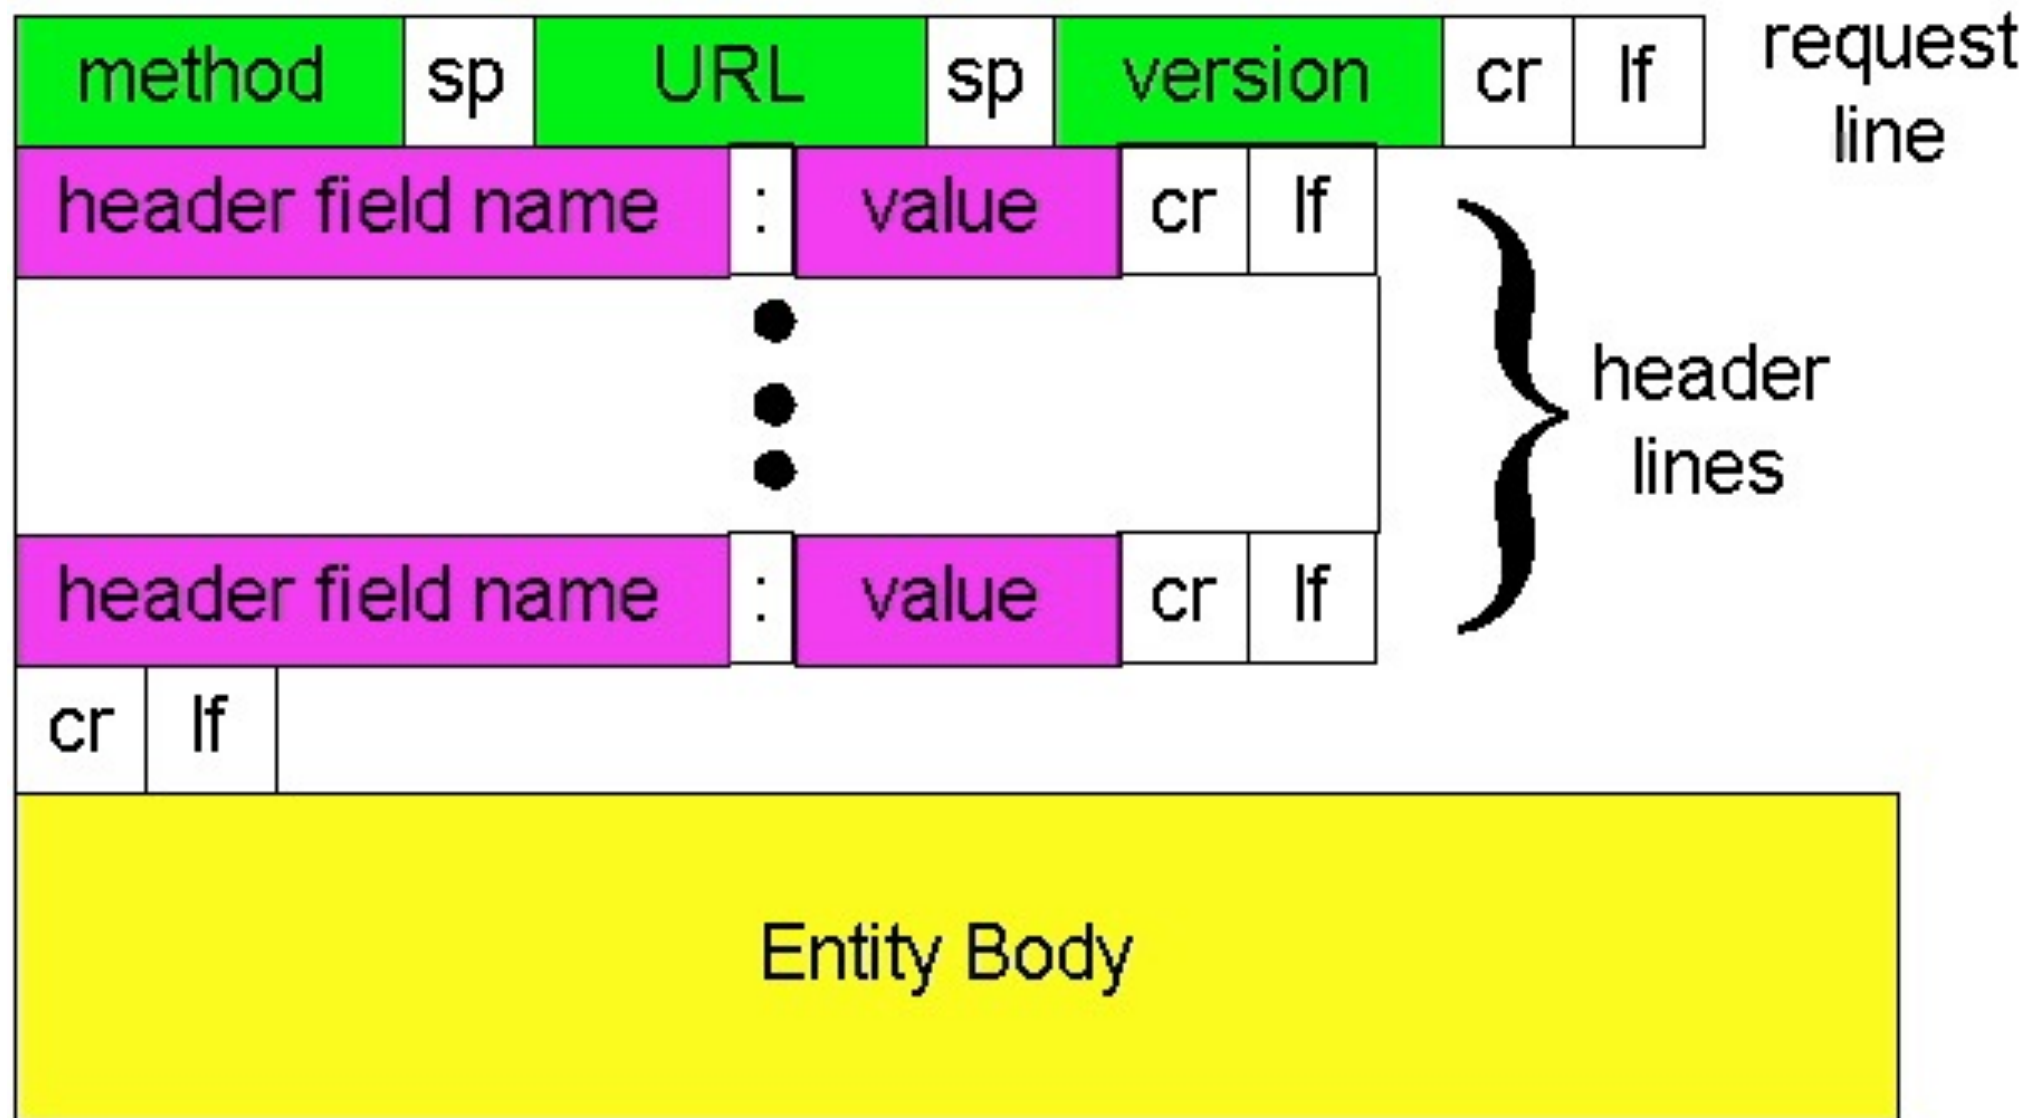 method sp URL sp version cr lf
request
line
header field name : value cr lf
header
lines
header field name : value cr lf
cr lf
Entity Body